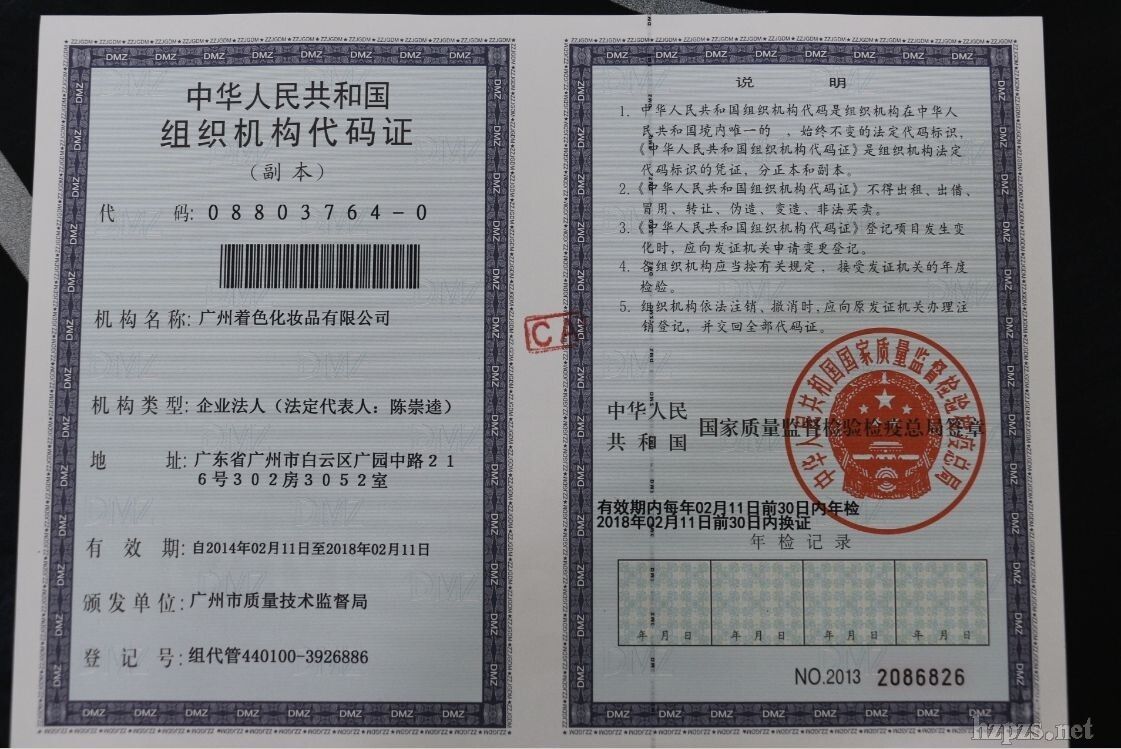 中华人民共和国
组织机构代码证
（副本）
代 码: 08803764-0
机构名称: 广州着色化妆品有限公司
机构类型: 企业法人（法定代表人：陈崇逵）
地 址: 广东省广州市白云区广园中路21
6号302房3052室
有 效 期: 自2014年02月11日至2018年02月11日
颁发单位: 广州市质量技术监督局
登 记 号: 组代管440100-3926886
CA
说 明
1. 中华人民共和国组织机构代码是组织机构在中华人
民共和国境内唯一的 、始终不变的法定代码标识，
《中华人民共和国组织机构代码证》是组织机构法定
代码标识的凭证，分正本和副本。
2.《中华人民共和国组织机构代码证》不得出租、出借、
冒用、转让、伪造、变造、非法买卖。
3.《中华人民共和国组织机构代码证》登记项目发生变
化时，应向发证机关申请变更登记。
4. 各组织机构应当按有关规定 ，接受发证机关的年度
检验。
5. 组织机构依法注销、撤消时，应向原发证机关办理注
销登记，并交回全部代码证。
中华人民
共和国
国家质量监督检验检疫总局签章
中华人民共和国国家质量监督检验检疫总局
有效期内每年02月11日前30日内年检
2018年02月11日前30日内换证
年检记录
年 月 日 年 月 日 年 月 日 年 月 日
NO.2013 2086826
hzpzs.net